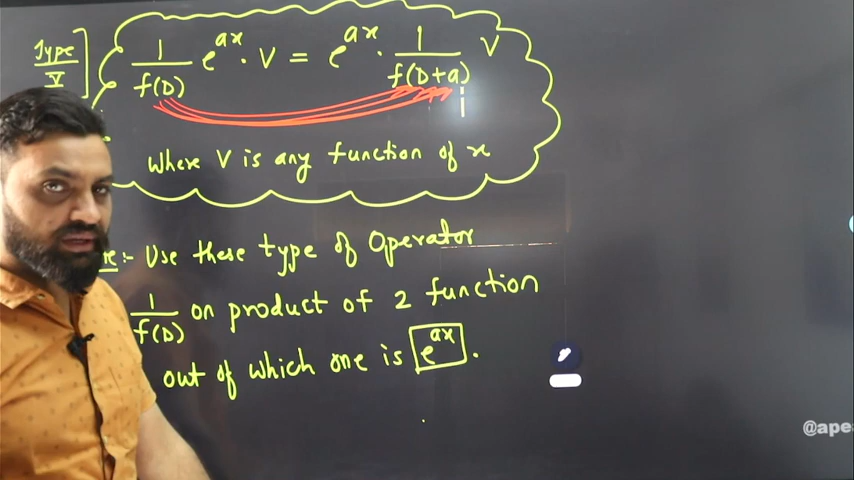 Type V] 1/f(D) e^ax · V = e^ax · 1/f(D+a) V
where V is any function of x
:- Use these type of Operator
1/f(D) on product of 2 function
out of which one is e^ax.
@ape